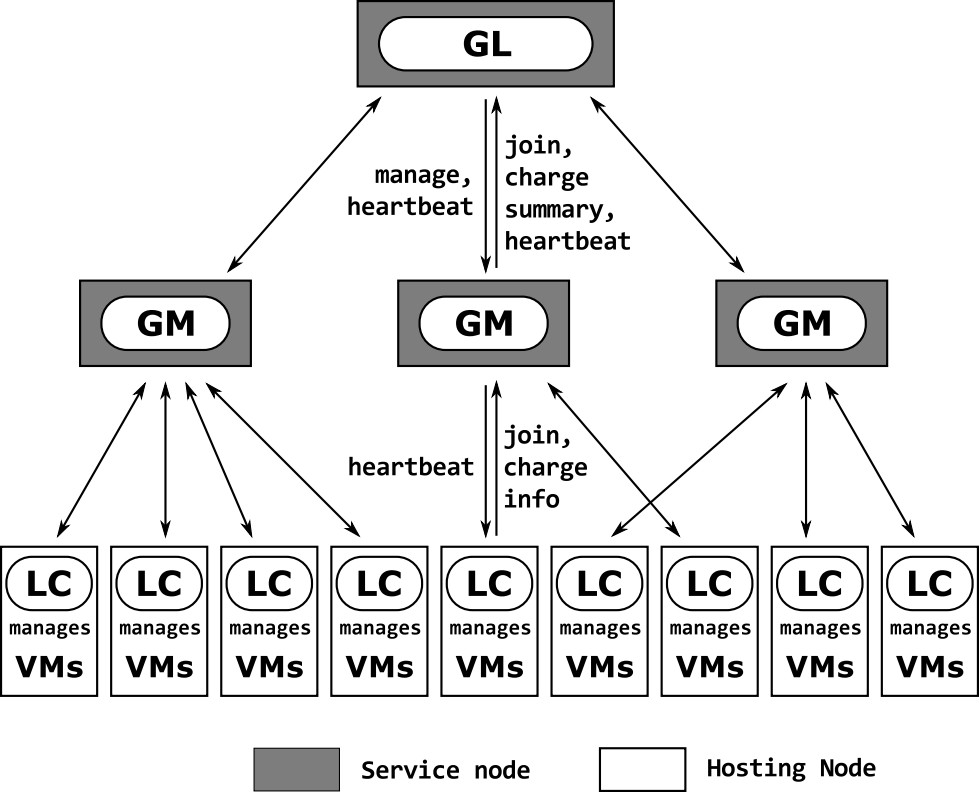 GL
manage,
heartbeat
join,
charge
summary,
heartbeat
GM
GM
GM
heartbeat
join,
charge
info
LC
manages
VMs
LC
manages
VMs
LC
manages
VMs
LC
manages
VMs
LC
manages
VMs
LC
manages
VMs
LC
manages
VMs
LC
manages
VMs
LC
manages
VMs
Service node
Hosting Node